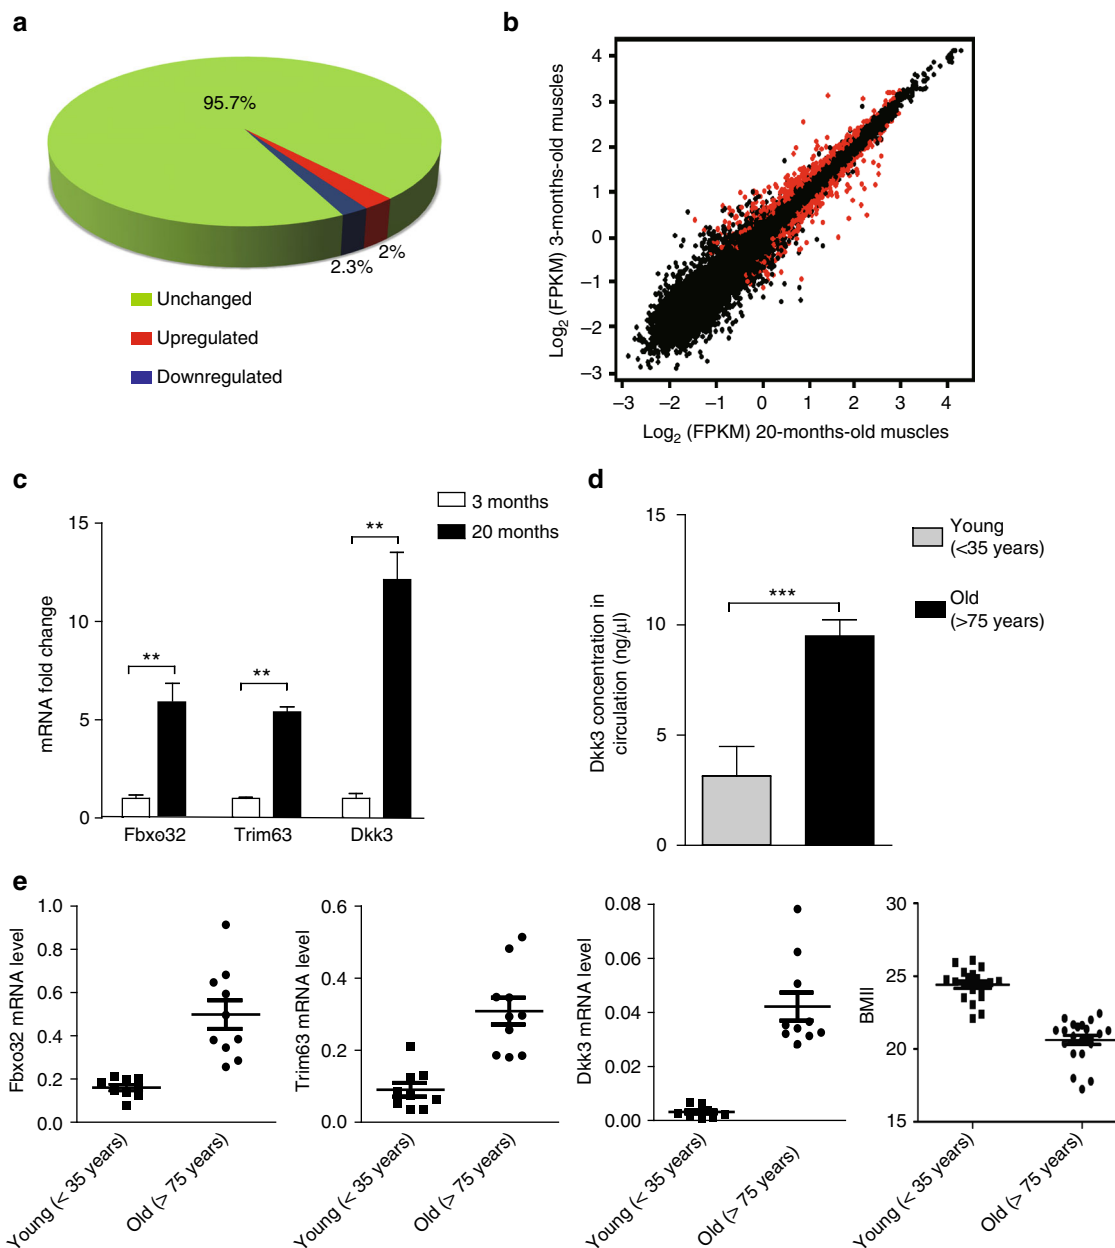 a
95.7%
2%
2.3%
Unchanged
Upregulated
Downregulated
b
Log2 (FPKM) 3-months-old muscles
4
3
2
1
0
–1
–2
–3
–3 –2 –1 0 1 2 3 4
Log2 (FPKM) 20-months-old muscles
c
3 months
20 months
mRNA fold change
15
10
5
0
**
**
**
Fbxo32 Trim63 Dkk3
d
Dkk3 concentration in
circulation (ng/µl)
15
10
5
0
***
Young
(<35 years)
Old
(>75 years)
e
Fbxo32 mRNA level
1.0
0.8
0.6
0.4
0.2
0.0
Young (< 35 years)
Old (> 75 years)
Trim63 mRNA level
0.6
0.4
0.2
0.0
Young (< 35 years)
Old (> 75 years)
Dkk3 mRNA level
0.08
0.06
0.04
0.02
0.00
Young (< 35 years)
Old (> 75 years)
BMII
30
25
20
15
Young (< 35 years)
Old (> 75 years)